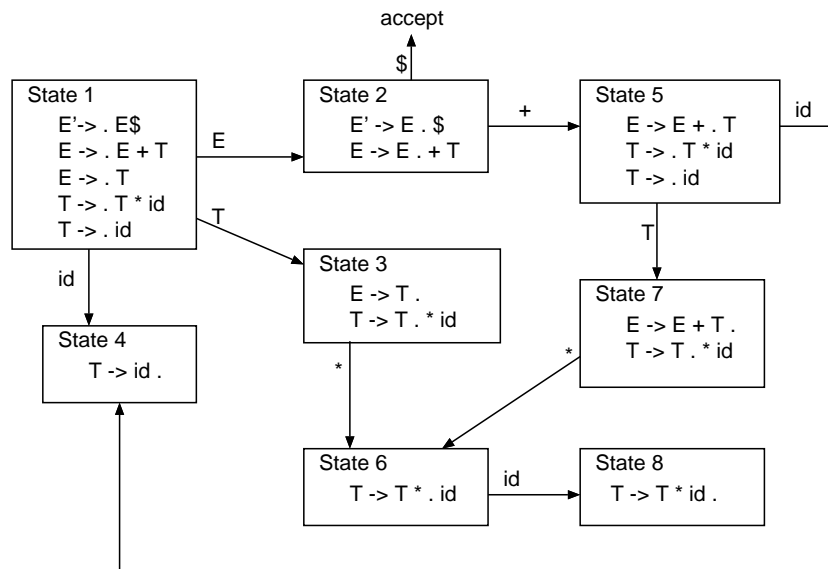 accept
$
State 1
E'-> . E$
E -> . E + T
E -> . T
T -> . T * id
T -> . id
E
State 2
E' -> E . $
E -> E . + T
+
State 5
E -> E + . T
T -> . T * id
T -> . id
id
T
id
State 3
E -> T .
T -> T . * id
T
State 7
E -> E + T .
T -> T . * id
State 4
T -> id .
*
*
State 6
T -> T * . id
id
State 8
T -> T * id .